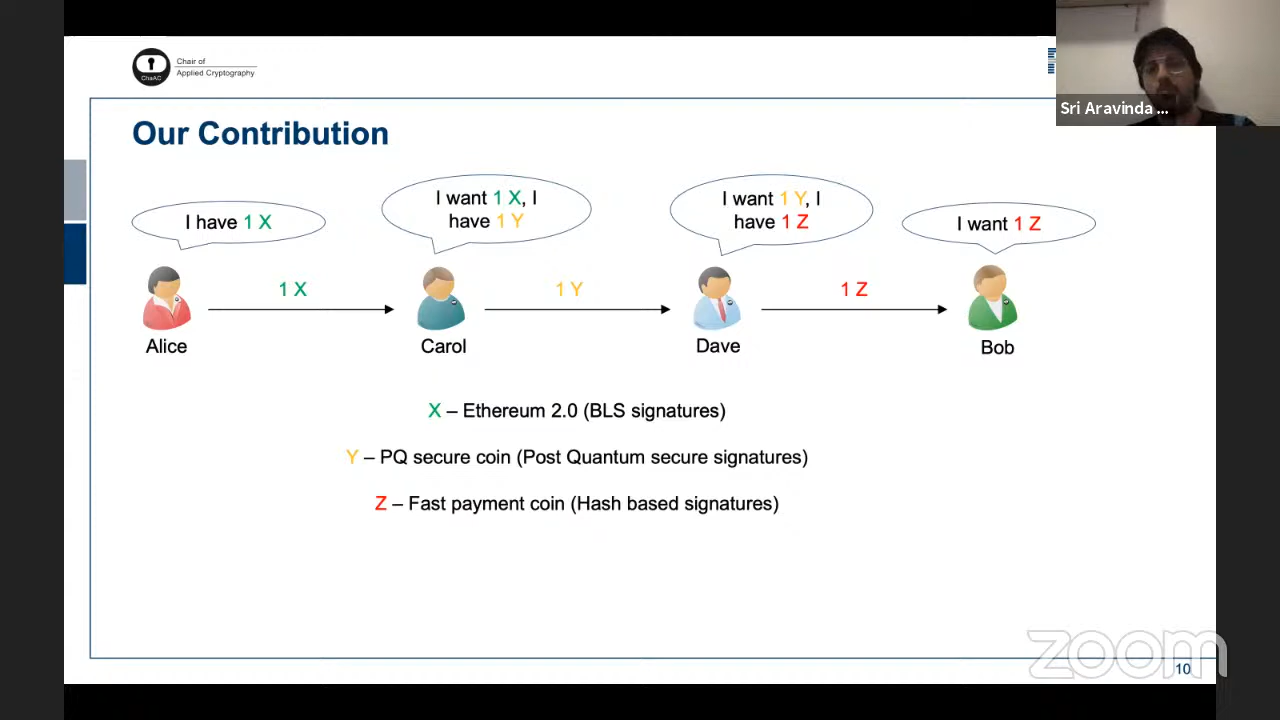 Chair of
Applied Cryptography
ChaAC
Sri Aravinda ...
Our Contribution
I have 1 X
I want 1 X, I
have 1 Y
I want 1 Y, I
have 1 Z
I want 1 Z
1 X
1 Y
1 Z
Alice
Carol
Dave
Bob
X – Ethereum 2.0 (BLS signatures)
Y – PQ secure coin (Post Quantum secure signatures)
Z – Fast payment coin (Hash based signatures)
zoom
10